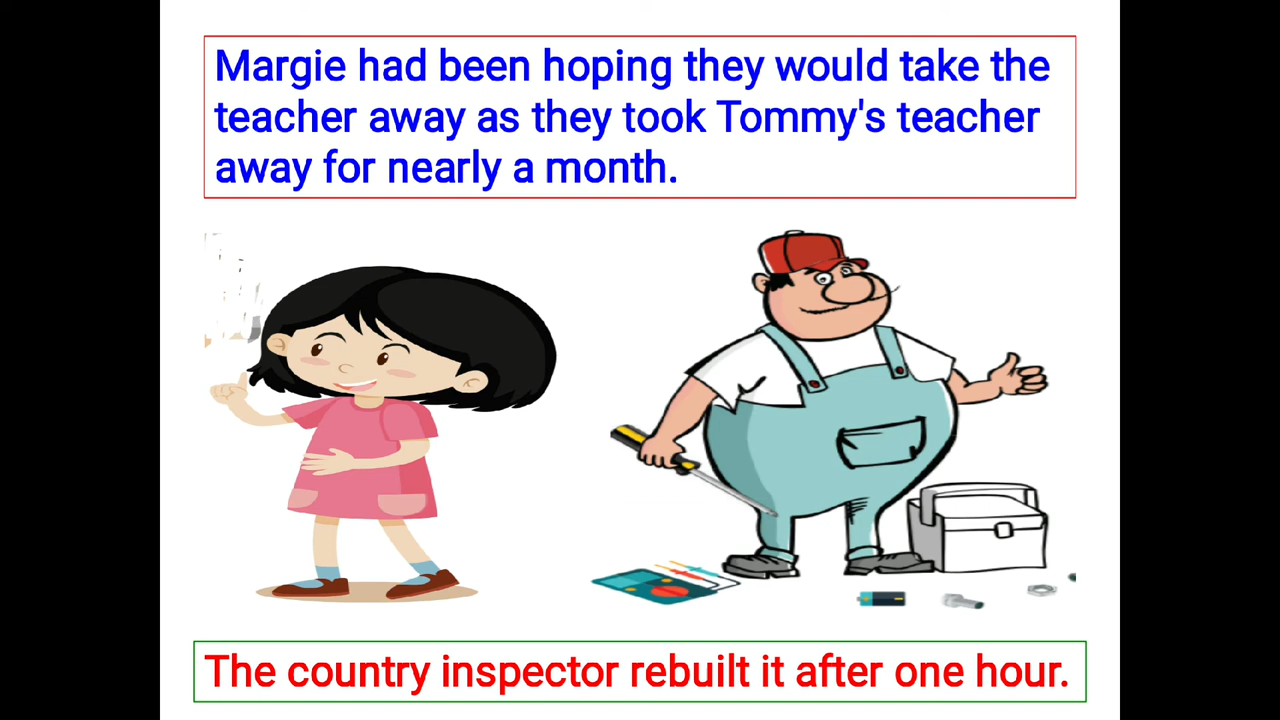 Margie had been hoping they would take the
teacher away as they took Tommy's teacher
away for nearly a month.
The country inspector rebuilt it after one hour.